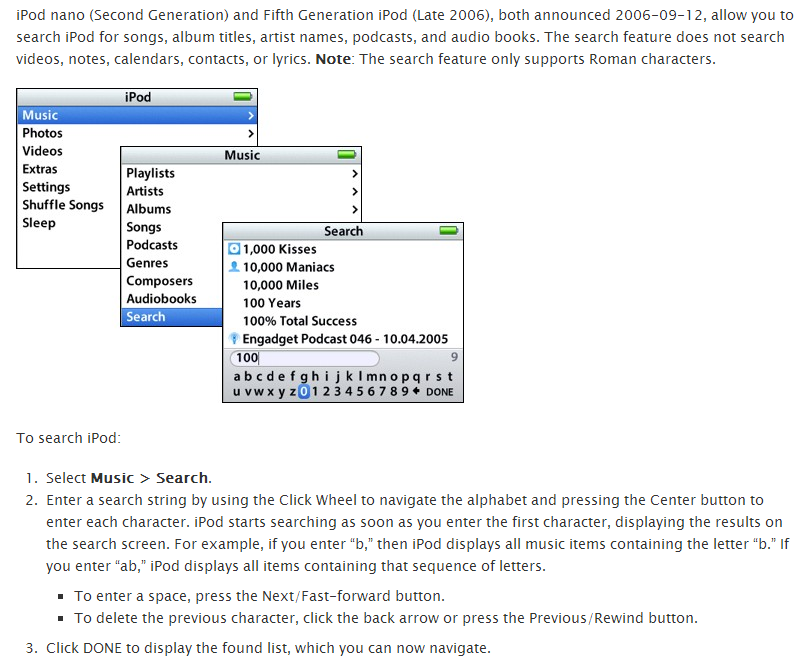 iPod nano (Second Generation) and Fifth Generation iPod (Late 2006), both announced 2006-09-12, allow you to
search iPod for songs, album titles, artist names, podcasts, and audio books. The search feature does not search
videos, notes, calendars, contacts, or lyrics. Note: The search feature only supports Roman characters.
iPod
Music >
Photos >
Videos
Extras
Settings
Shuffle Songs
Sleep
Music
Playlists >
Artists >
Albums >
Songs
Podcasts
Genres
Composers
Audiobooks
Search
Search
1,000 Kisses
10,000 Maniacs
10,000 Miles
100 Years
100% Total Success
Engadget Podcast 046 - 10.04.2005
100 9
a b c d e f g h i j k l m n o p q r s t
u v w x y z 0 1 2 3 4 5 6 7 8 9 DONE
To search iPod:
1. Select Music > Search.
2. Enter a search string by using the Click Wheel to navigate the alphabet and pressing the Center button to
enter each character. iPod starts searching as soon as you enter the first character, displaying the results on
the search screen. For example, if you enter “b,” then iPod displays all music items containing the letter “b.” If
you enter “ab,” iPod displays all items containing that sequence of letters.
▪ To enter a space, press the Next/Fast-forward button.
▪ To delete the previous character, click the back arrow or press the Previous/Rewind button.
3. Click DONE to display the found list, which you can now navigate.